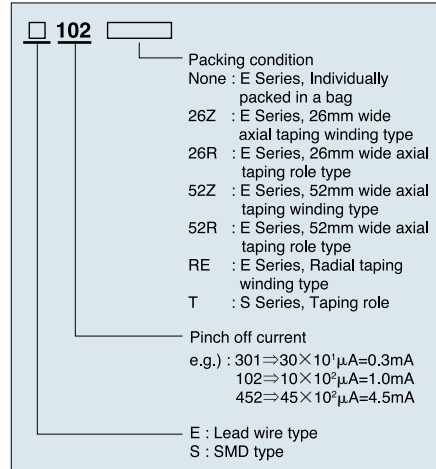 □ 102
Packing condition
None : E Series, Individually
packed in a bag
26Z : E Series, 26mm wide
axial taping winding type
26R : E Series, 26mm wide axial
taping role type
52Z : E Series, 52mm wide axial
taping winding type
52R : E Series, 52mm wide axial
taping role type
RE : E Series, Radial taping
winding type
T : S Series, Taping role
Pinch off current
e.g.) : 301⇒30×10¹μA=0.3mA
102⇒10×10²μA=1.0mA
452⇒45×10²μA=4.5mA
E : Lead wire type
S : SMD type